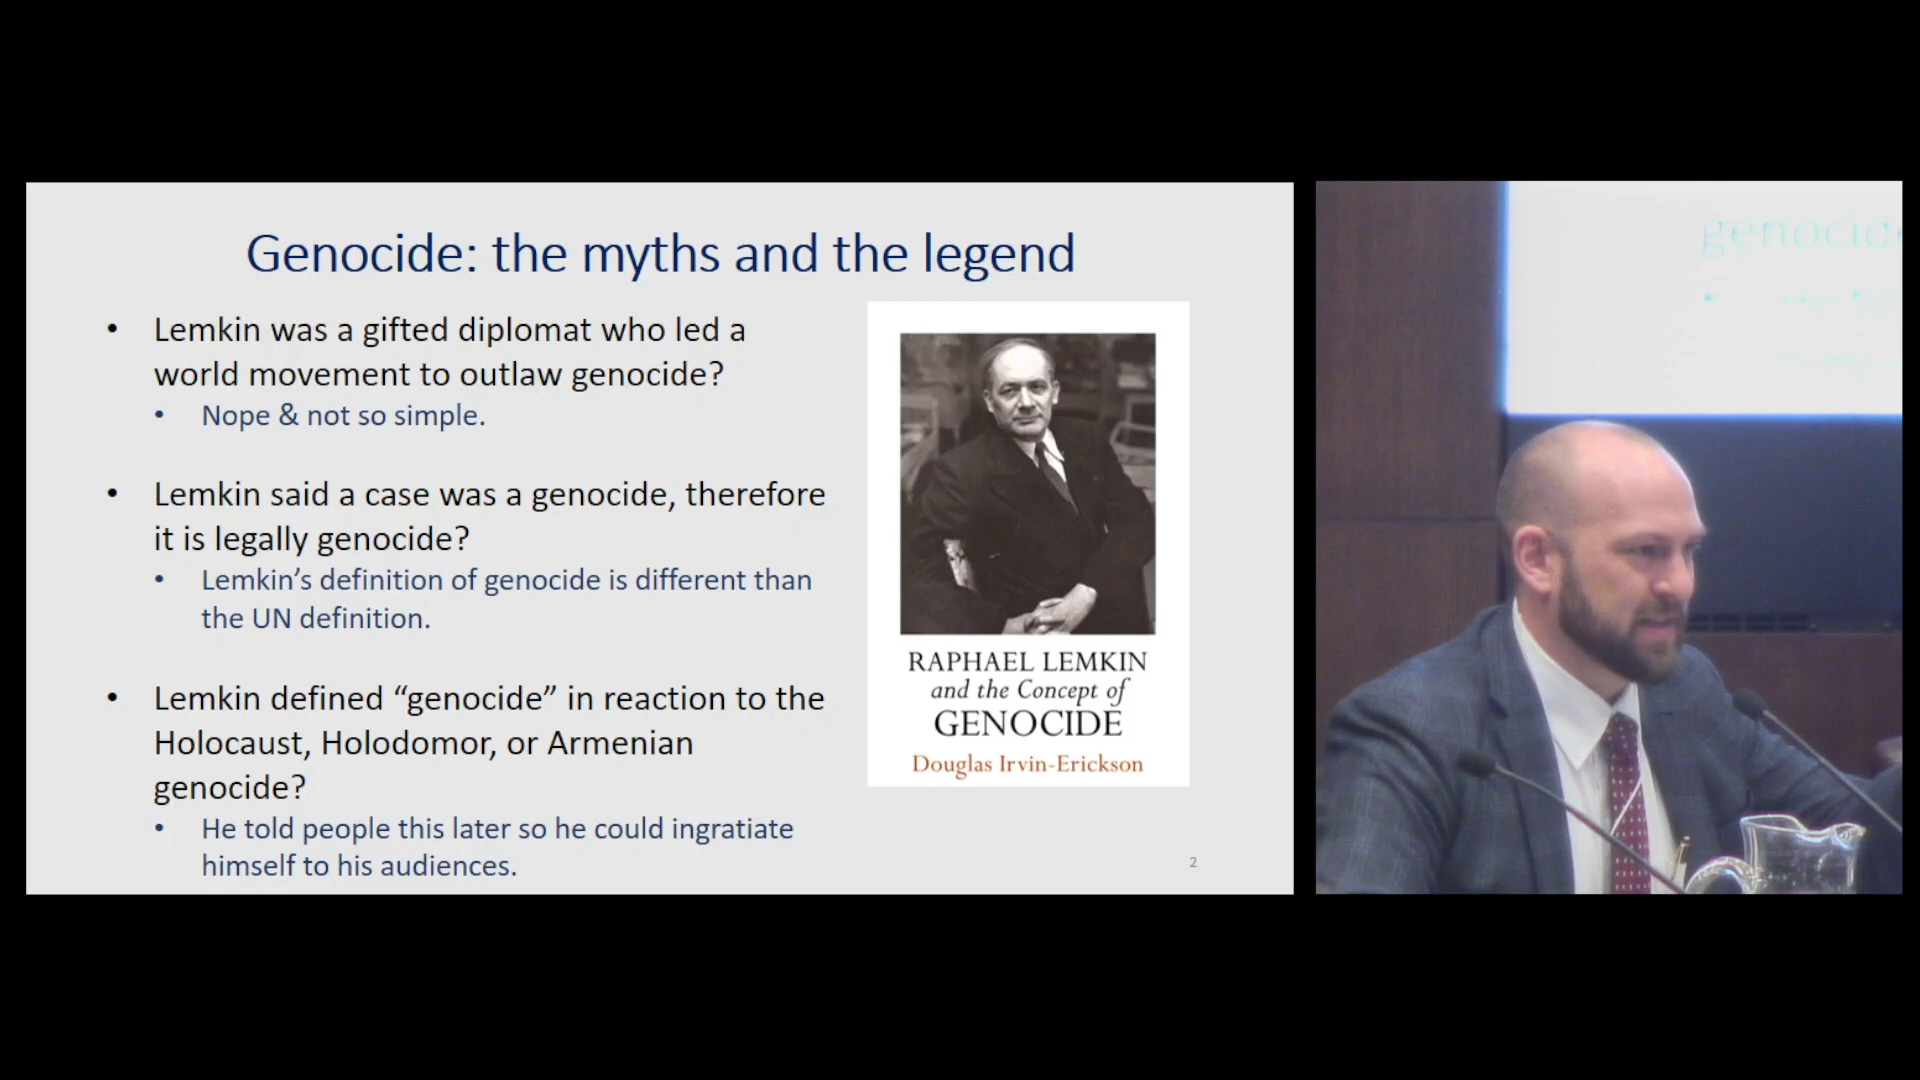 Genocide: the myths and the legend
• Lemkin was a gifted diplomat who led a
world movement to outlaw genocide?
• Nope & not so simple.
• Lemkin said a case was a genocide, therefore
it is legally genocide?
• Lemkin’s definition of genocide is different than
the UN definition.
• Lemkin defined “genocide” in reaction to the
Holocaust, Holodomor, or Armenian
genocide?
• He told people this later so he could ingratiate
himself to his audiences.
RAPHAEL LEMKIN
and the Concept of
GENOCIDE
Douglas Irvin-Erickson
2